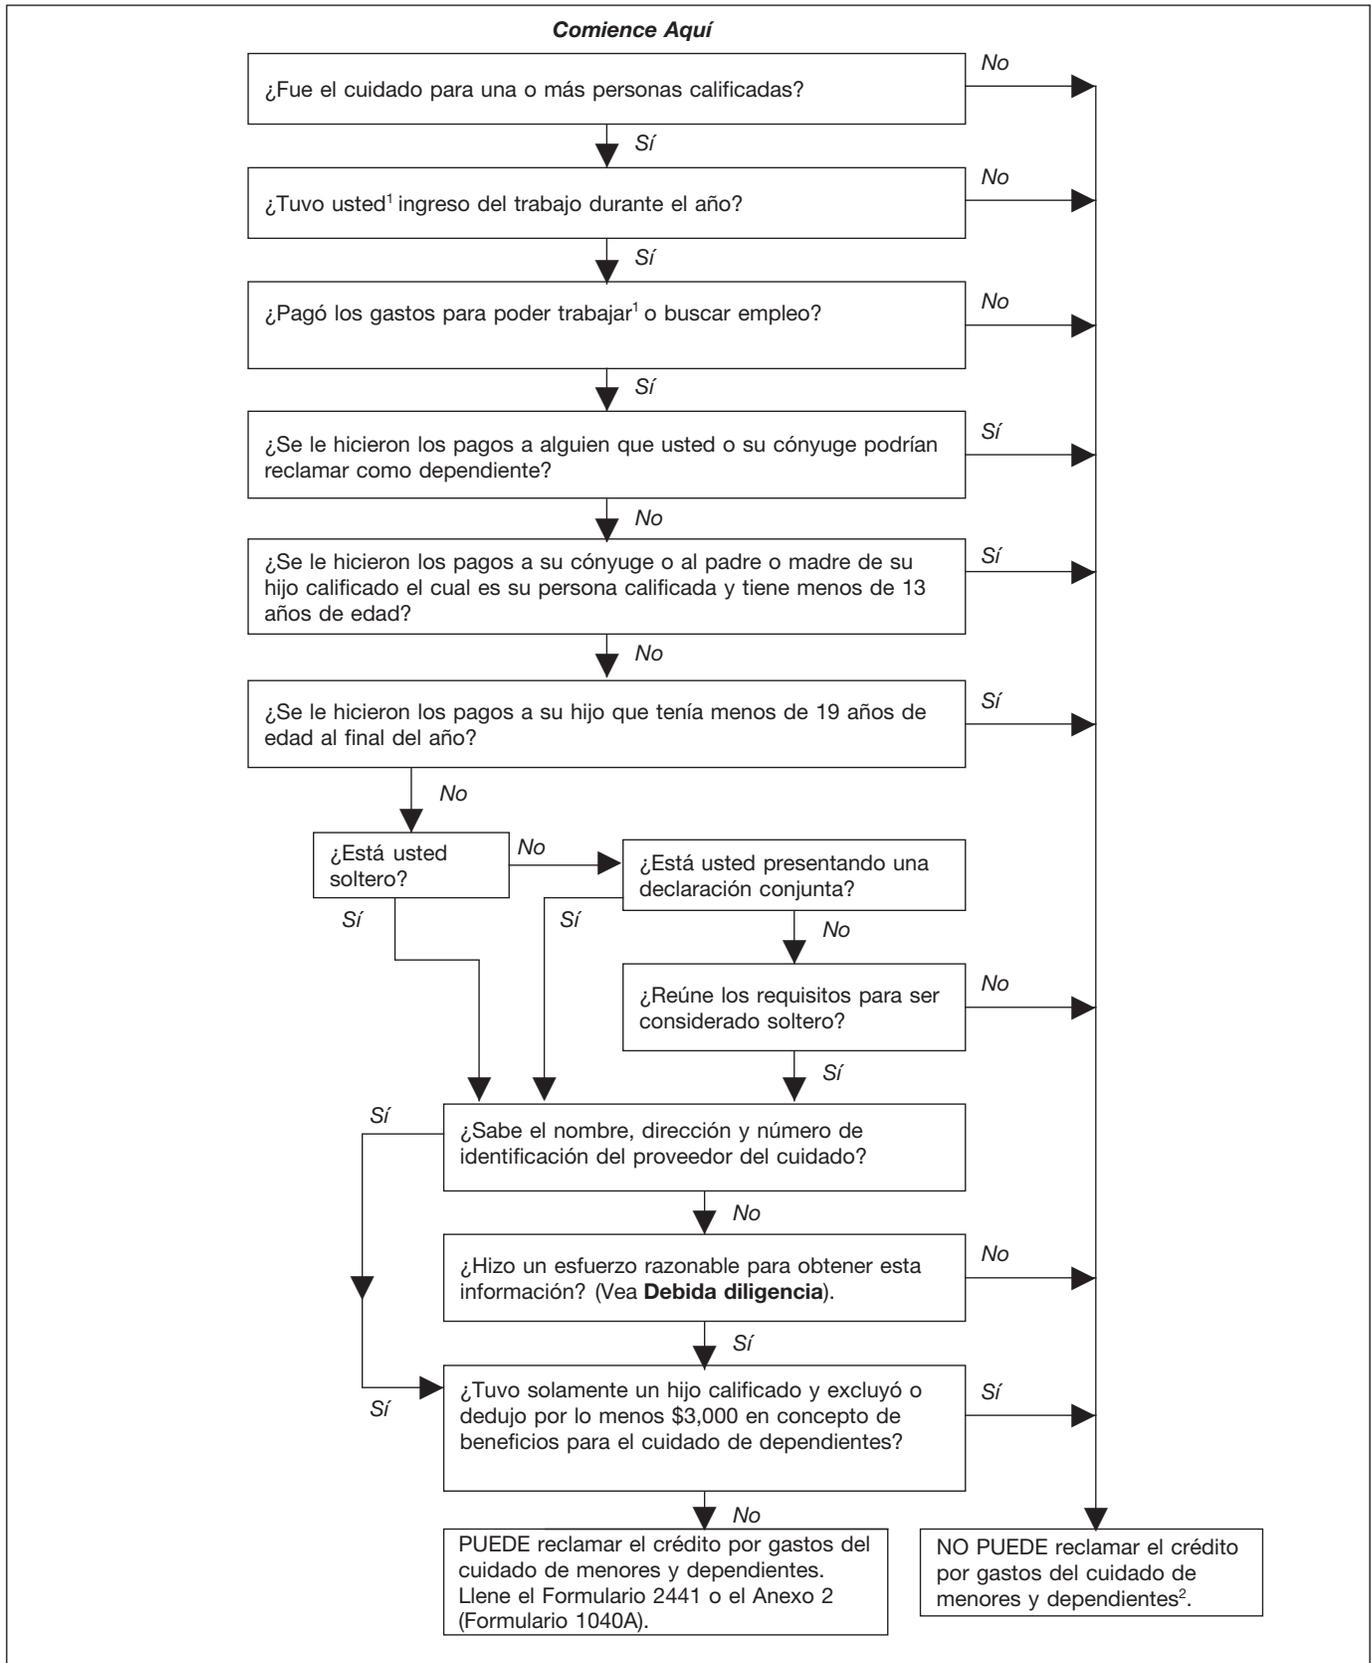 Comience Aquí
¿Fue el cuidado para una o más personas calificadas?
No
Sí
¿Tuvo usted¹ ingreso del trabajo durante el año?
No
Sí
¿Pagó los gastos para poder trabajar¹ o buscar empleo?
No
Sí
¿Se le hicieron los pagos a alguien que usted o su cónyuge podrían
reclamar como dependiente?
Sí
No
¿Se le hicieron los pagos a su cónyuge o al padre o madre de su
hijo calificado el cual es su persona calificada y tiene menos de 13
años de edad?
Sí
No
¿Se le hicieron los pagos a su hijo que tenía menos de 19 años de
edad al final del año?
Sí
No
¿Está usted
soltero?
No
Sí
¿Está usted presentando una
declaración conjunta?
Sí
No
¿Reúne los requisitos para ser
considerado soltero?
No
Sí
¿Sabe el nombre, dirección y número de
identificación del proveedor del cuidado?
Sí
No
¿Hizo un esfuerzo razonable para obtener esta
información? (Vea Debida diligencia).
No
Sí
Sí
¿Tuvo solamente un hijo calificado y excluyó o
dedujo por lo menos $3,000 en concepto de
beneficios para el cuidado de dependientes?
Sí
No
PUEDE reclamar el crédito por gastos del
cuidado de menores y dependientes.
Llene el Formulario 2441 o el Anexo 2
(Formulario 1040A).
NO PUEDE reclamar el crédito
por gastos del cuidado de
menores y dependientes².